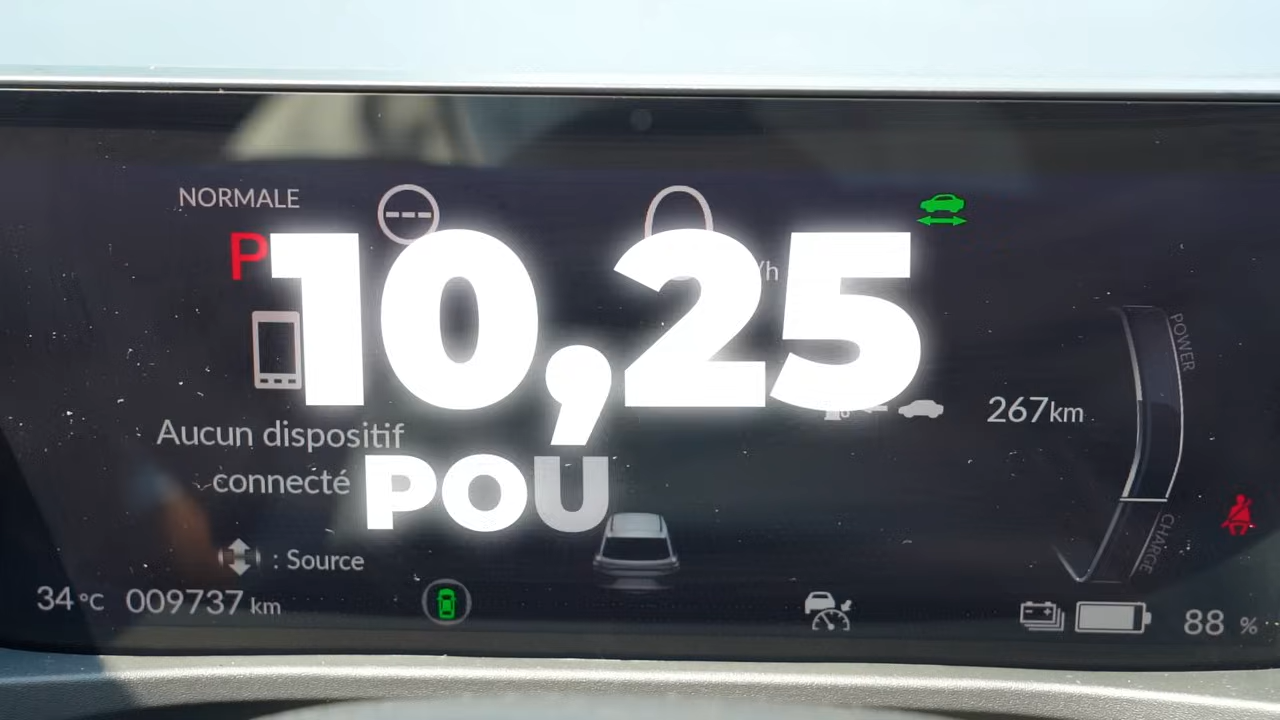 NORMALE
P
10,25
/h
POWER
267km
Aucun dispositif
connecté
POU
: Source
CHARGE
34 °C 009737 km
88 %